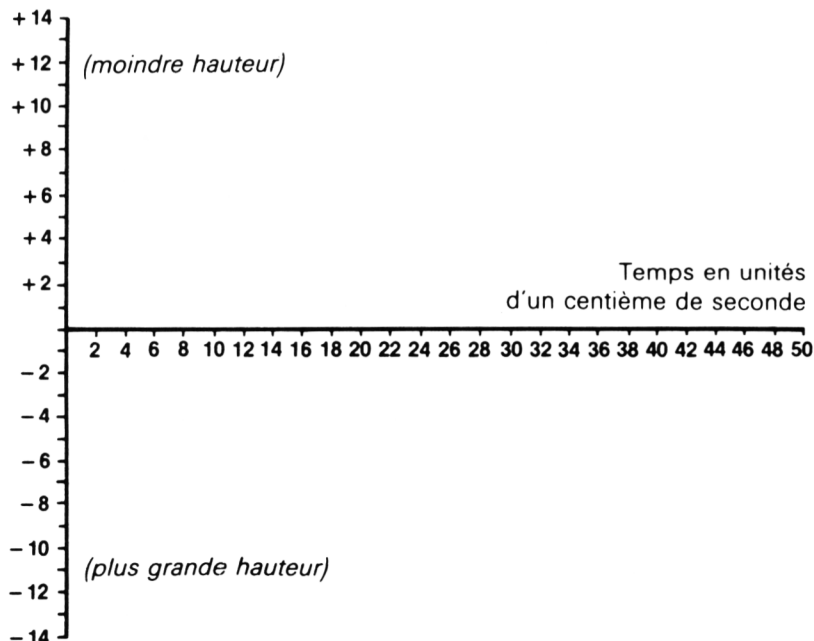 + 14
+ 12 (moindre hauteur)
+ 10
+ 8
+ 6
+ 4
Temps en unités
+ 2
d'un centième de seconde
2 4 6 8 10 12 14 16 18 20 22 24 26 28 30 32 34 36 38 40 42 44 46 48 50
– 2
– 4
– 6
– 8
– 10
(plus grande hauteur)
– 12
– 14